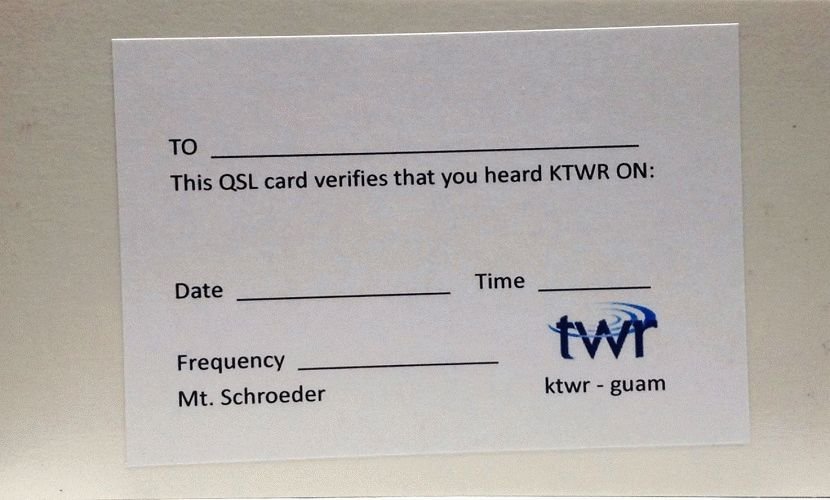 TO
This QSL card verifies that you heard KTWR ON:
Date Time
twr
Frequency
Mt. Schroeder
ktwr - guam